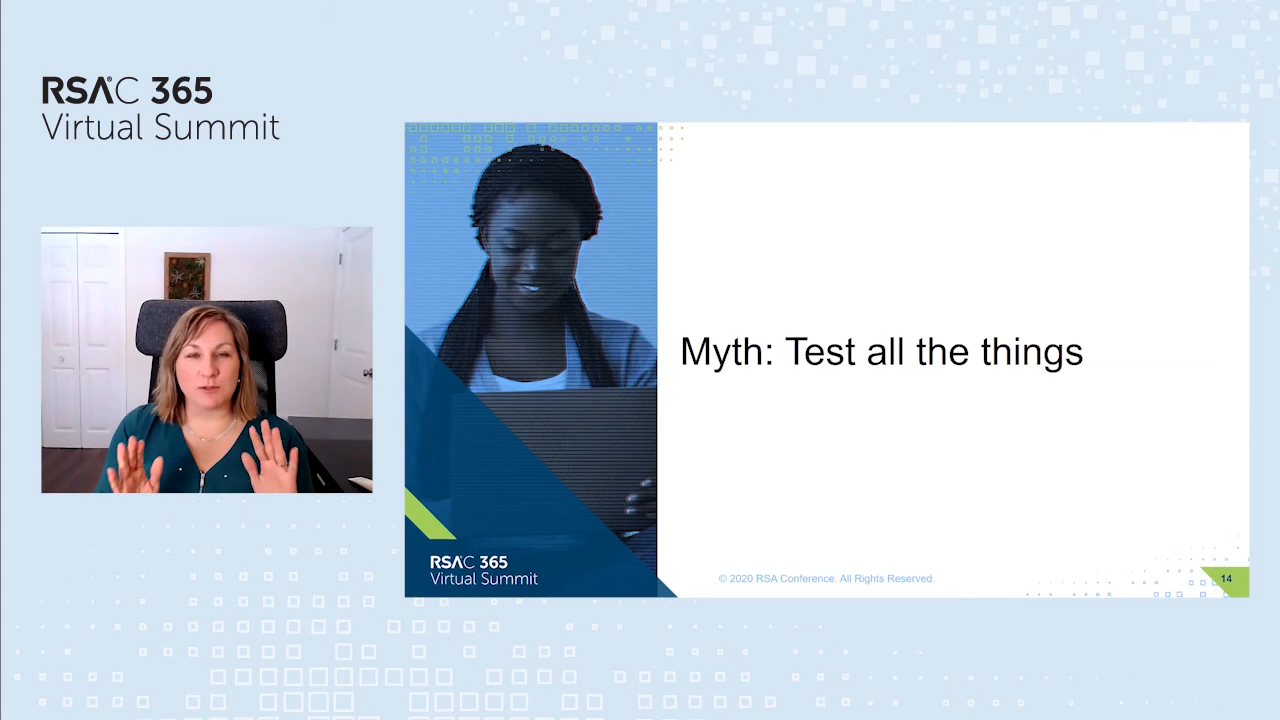 RSAC 365
Virtual Summit
Myth: Test all the things
RSAC 365
Virtual Summit
© 2020 RSA Conference. All Rights Reserved.
14